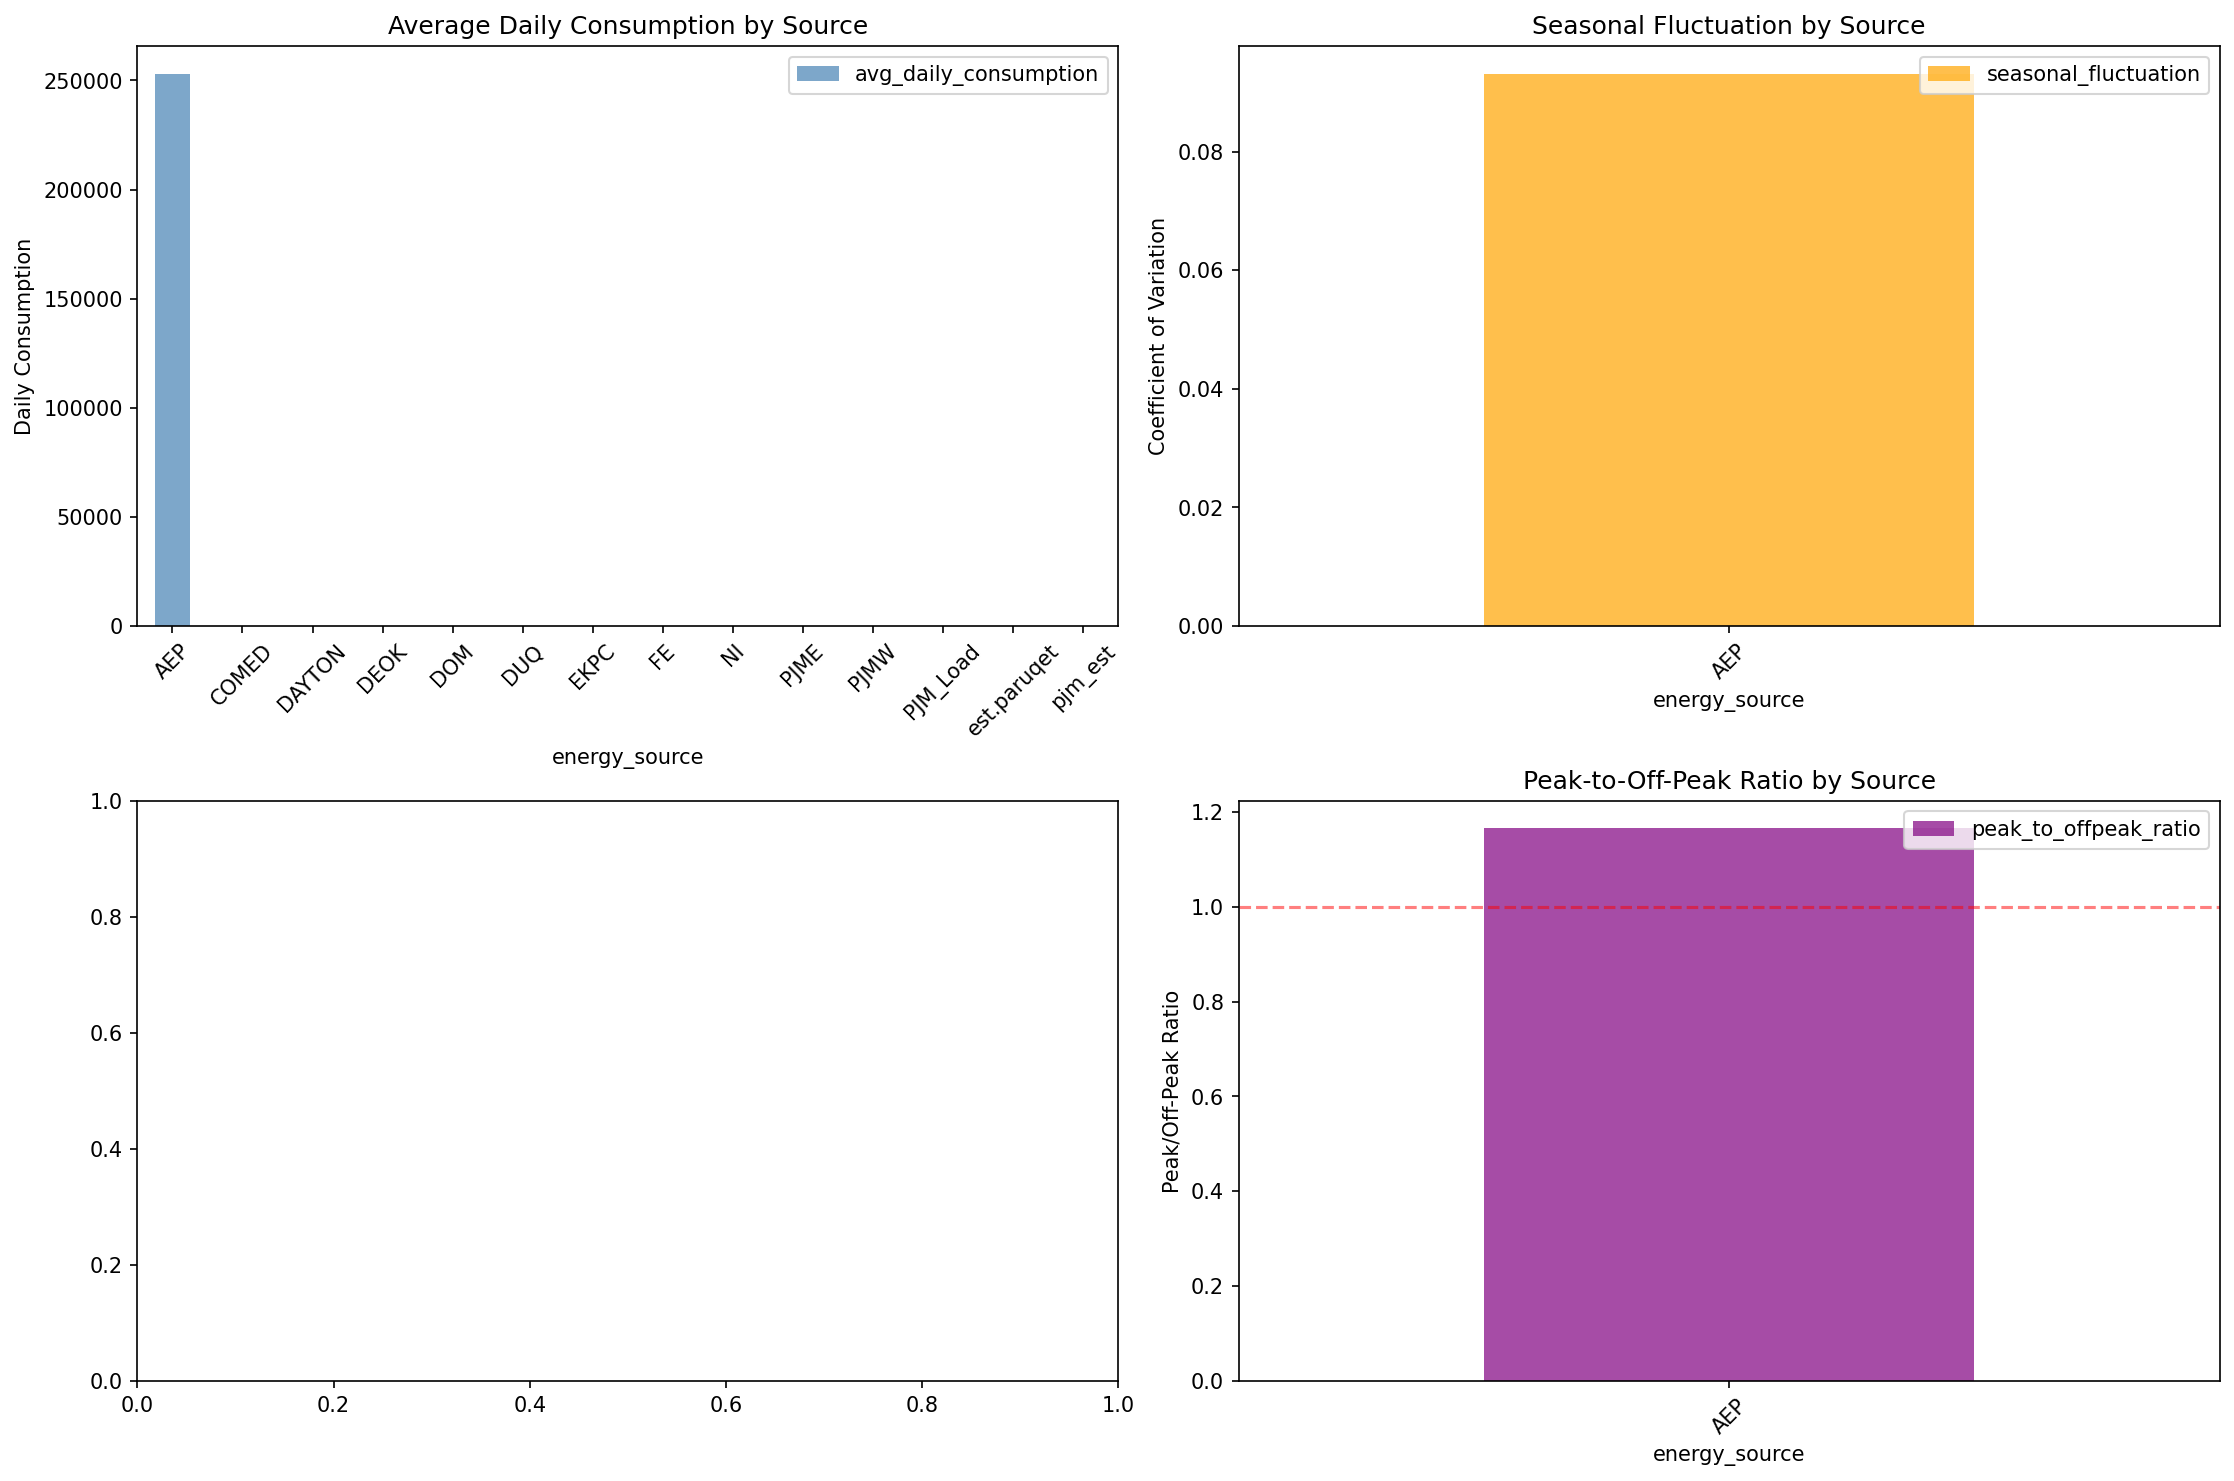 Average Daily Consumption by Source
avg_daily_consumption
Daily Consumption
250000
200000
150000
100000
50000
0
AEP
COMED
DAYTON
DEOK
DOM
DUQ
EKPC
FE
NI
PJME
PJMW
PJM_Load
est.paruqet
pjm_est
energy_source
Seasonal Fluctuation by Source
seasonal_fluctuation
Coefficient of Variation
0.08
0.06
0.04
0.02
0.00
AEP
energy_source
1.0
0.8
0.6
0.4
0.2
0.0
0.0 0.2 0.4 0.6 0.8 1.0
Peak-to-Off-Peak Ratio by Source
peak_to_offpeak_ratio
Peak/Off-Peak Ratio
1.2
1.0
0.8
0.6
0.4
0.2
0.0
AEP
energy_source